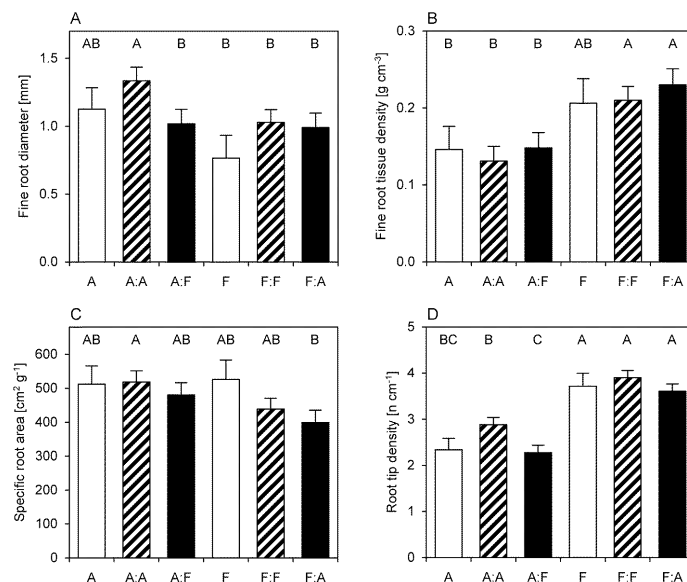 A
AB A B B B B
Fine root diameter [mm]
1.5
1.0
0.5
0.0
A A:A A:F F F:F F:A
B
B B B AB A A
Fine root tissue density [g cm⁻³]
0.3
0.2
0.1
0.0
A A:A A:F F F:F F:A
C
AB A AB AB AB B
Specific root area [cm² g⁻¹]
600
500
400
300
200
100
0
A A:A A:F F F:F F:A
D
BC B C A A A
Root tip density [n cm⁻¹]
5
4
3
2
1
0
A A:A A:F F F:F F:A